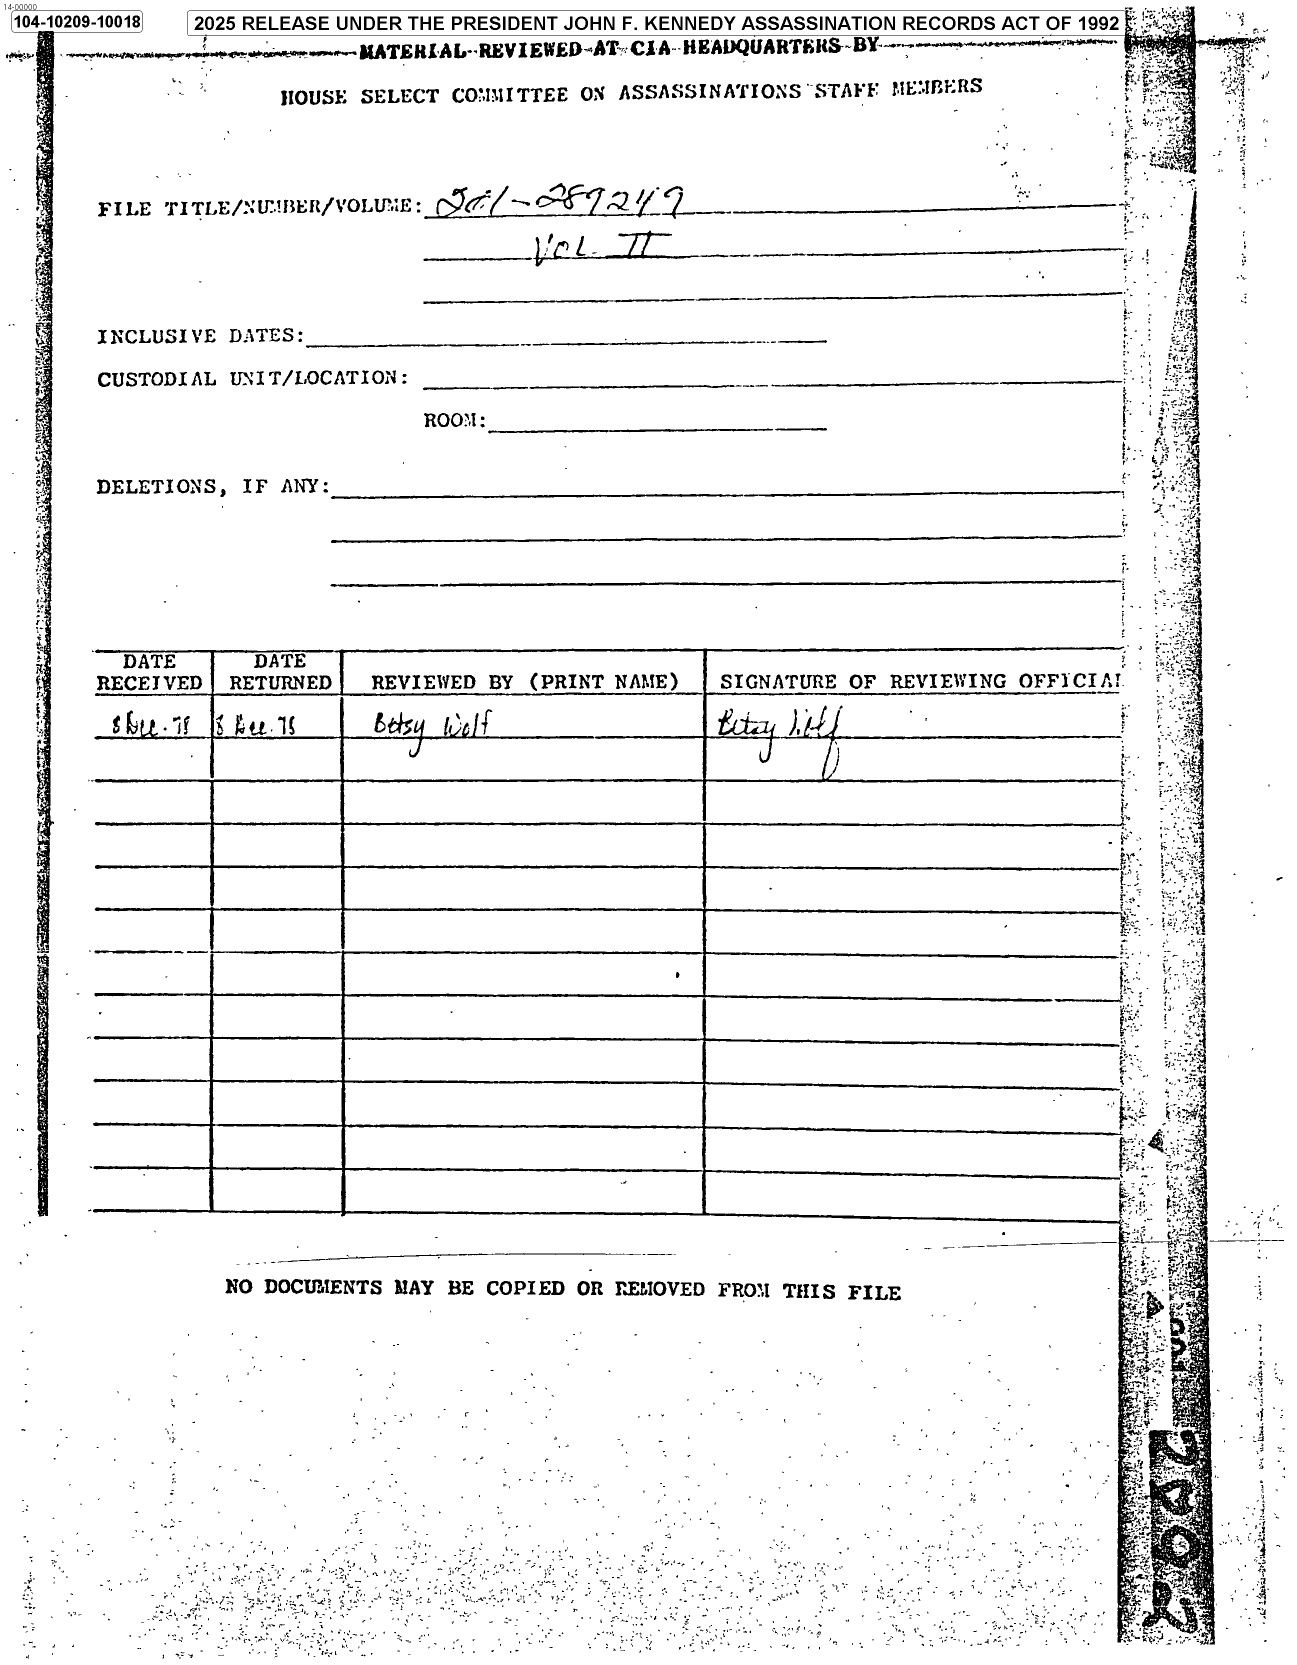 14-00000
104-10209-10018
2025 RELEASE UNDER THE PRESIDENT JOHN F. KENNEDY ASSASSINATION RECORDS ACT OF 1992
MATERIAL REVIEWED AT CIA HEADQUARTERS BY
HOUSE SELECT COMMITTEE ON ASSASSINATIONS STAFF MEMBERS
FILE TITLE/NUMBER/VOLUME: 201-289249
VOL. II
INCLUSIVE DATES:
CUSTODIAL UNIT/LOCATION:
ROOM:
DELETIONS, IF ANY:
DATE RECEIVED DATE RETURNED REVIEWED BY (PRINT NAME) SIGNATURE OF REVIEWING OFFICIAL
8 Dec. 78 8 Dec. 78 Betsy Wolf Betsy Wolf
NO DOCUMENTS MAY BE COPIED OR REMOVED FROM THIS FILE